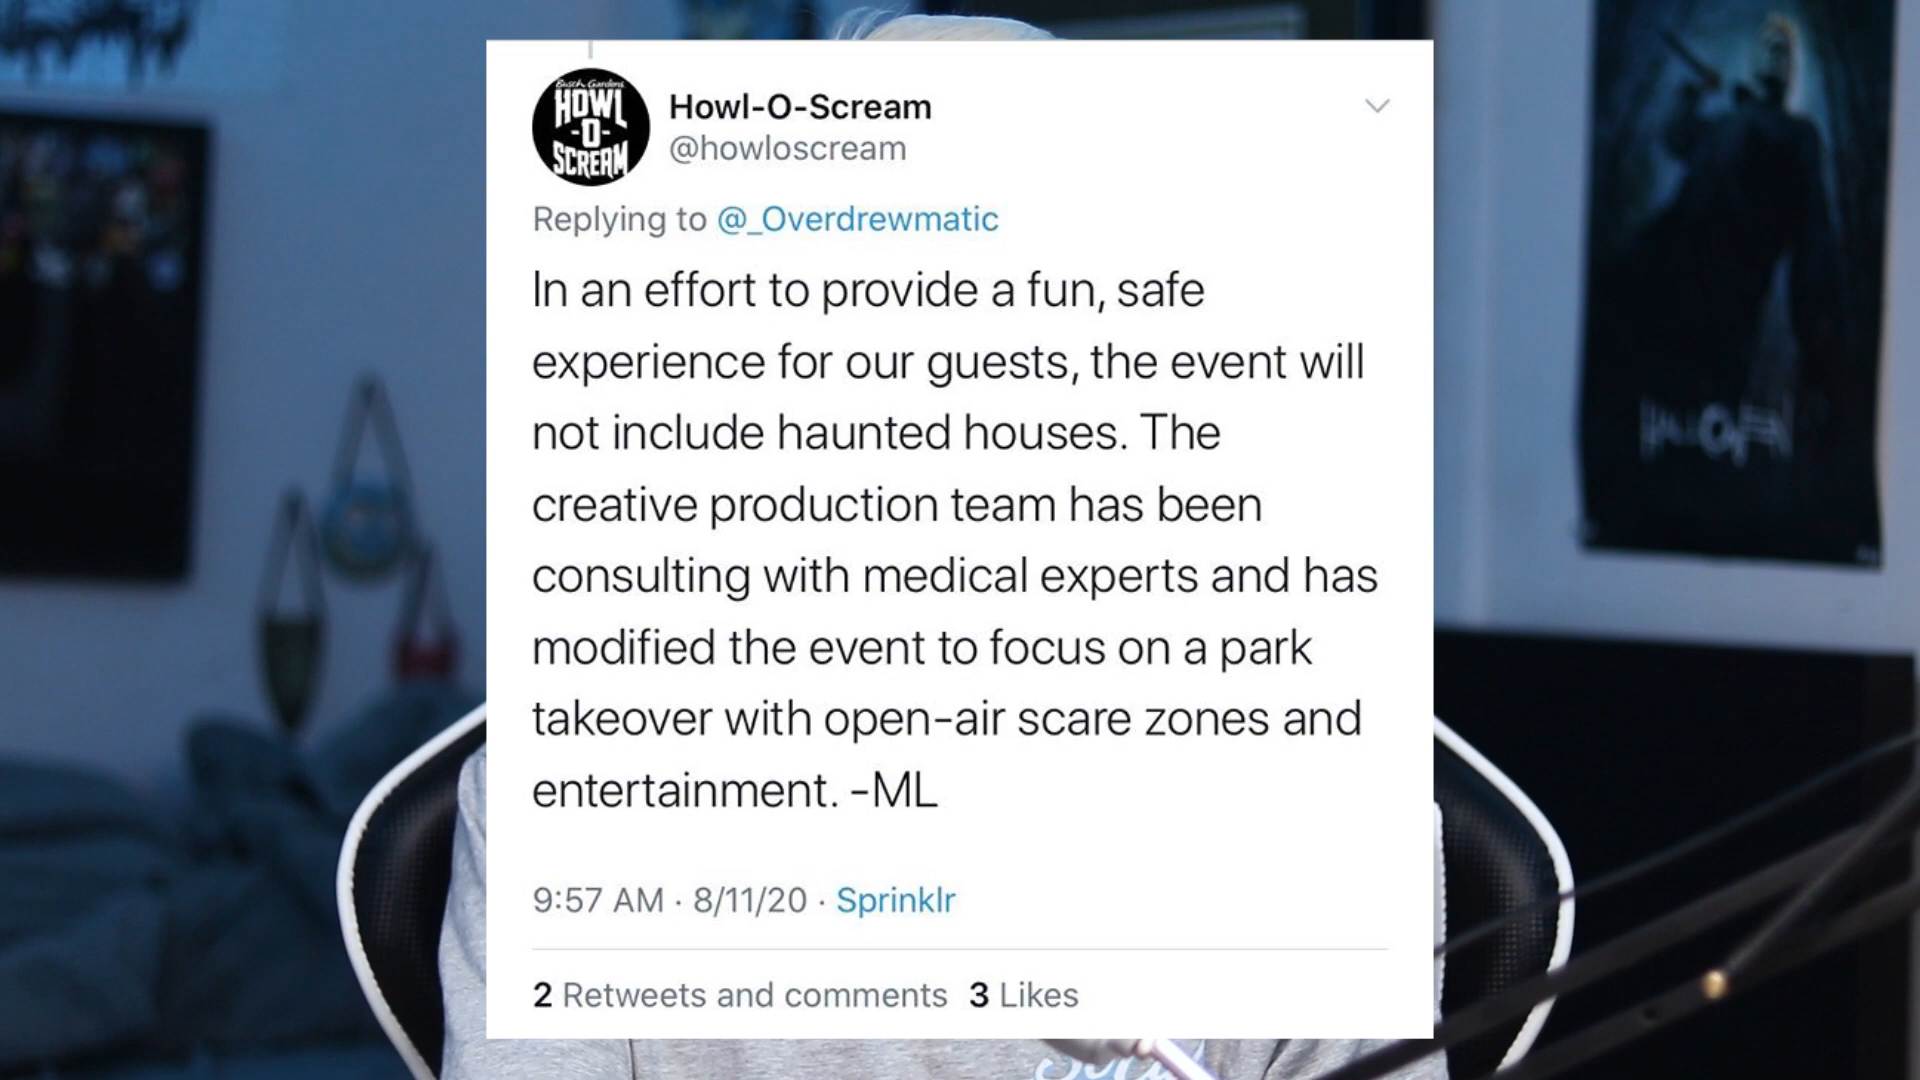 Busch Gardens
HOWL
-O-
SCREAM
Howl-O-Scream
@howloscream
Replying to @_Overdrewmatic
In an effort to provide a fun, safe
experience for our guests, the event will
not include haunted houses. The
creative production team has been
consulting with medical experts and has
modified the event to focus on a park
takeover with open-air scare zones and
entertainment. -ML
9:57 AM · 8/11/20 · Sprinklr
2 Retweets and comments 3 Likes